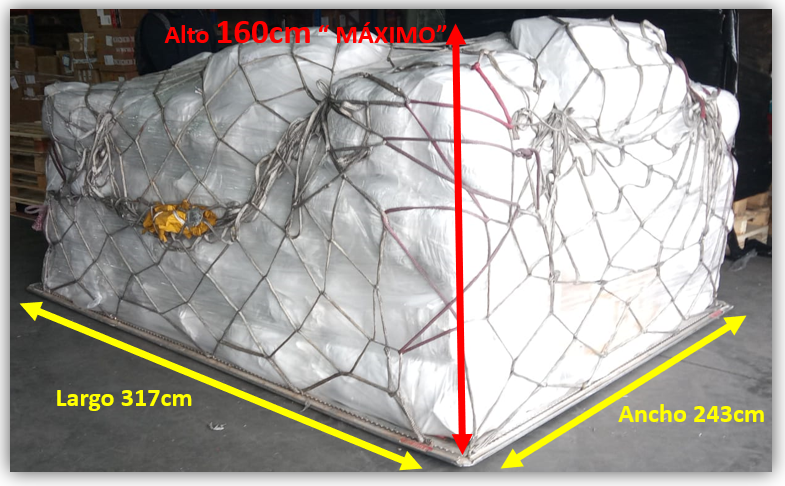 Alto 160cm " MÁXIMO"
Largo 317cm
Ancho 243cm